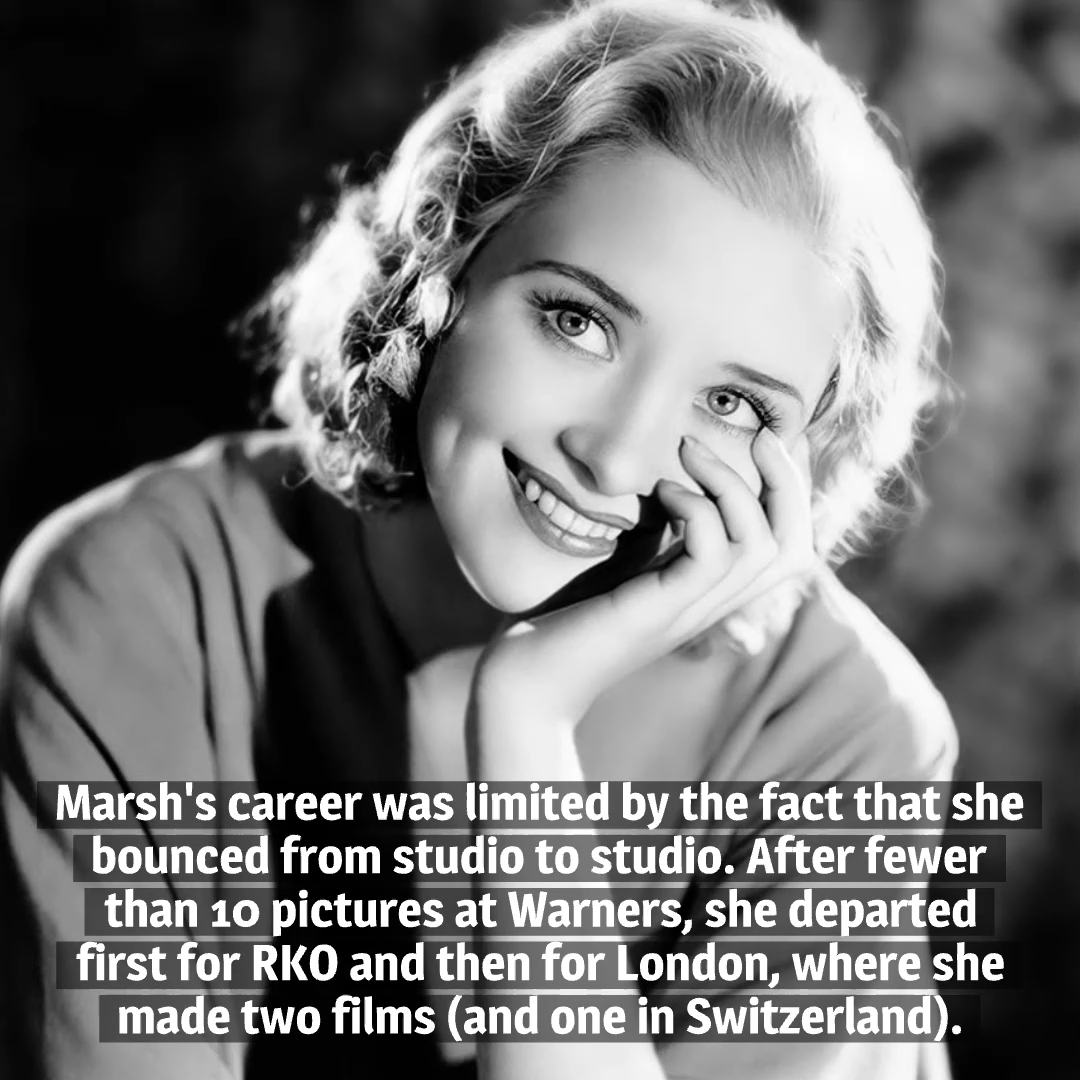 Marsh's career was limited by the fact that she
bounced from studio to studio. After fewer
than 10 pictures at Warners, she departed
first for RKO and then for London, where she
made two films (and one in Switzerland).